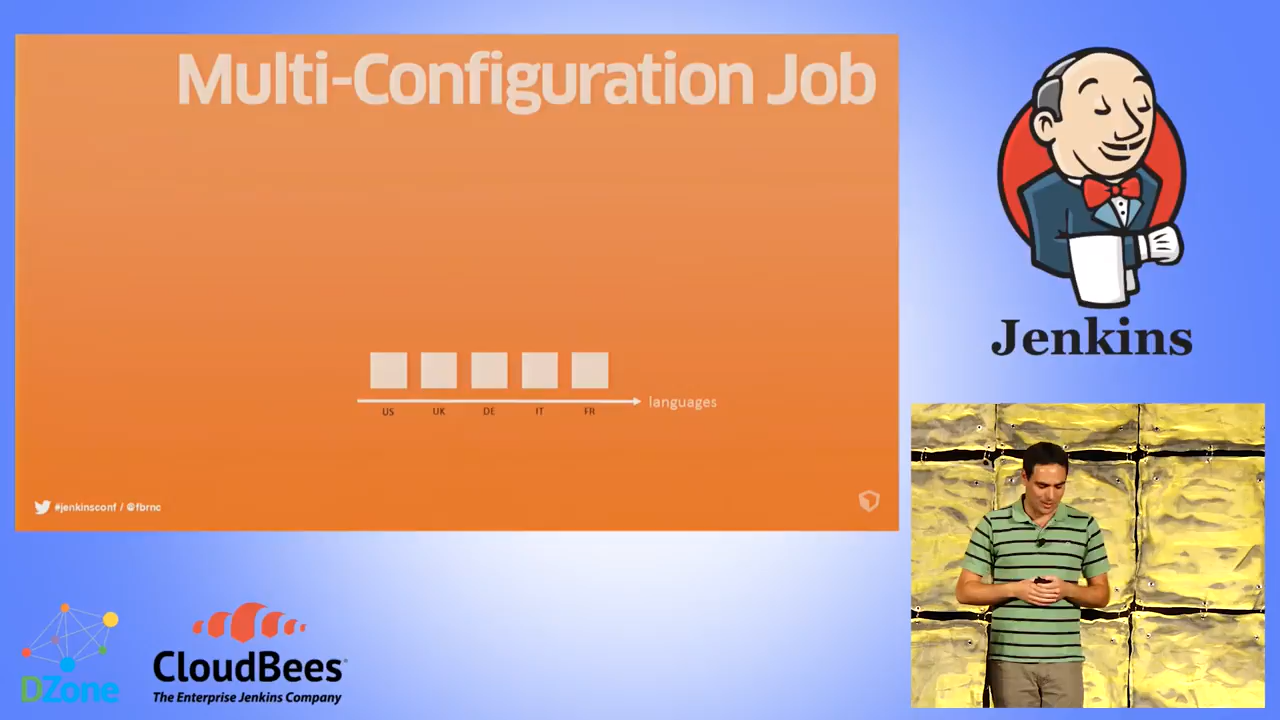 Multi-Configuration Job
languages
US UK DE IT FR
#jenkinsconf / @fbrnc
Jenkins
DZone
CloudBees
The Enterprise Jenkins Company